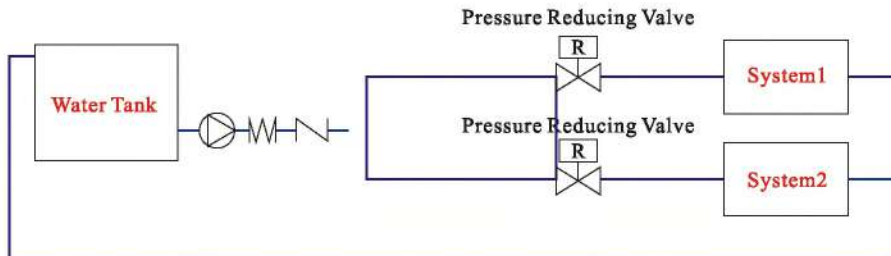 Pressure Reducing Valve
R
System1
Water Tank
Pressure Reducing Valve
R
System2